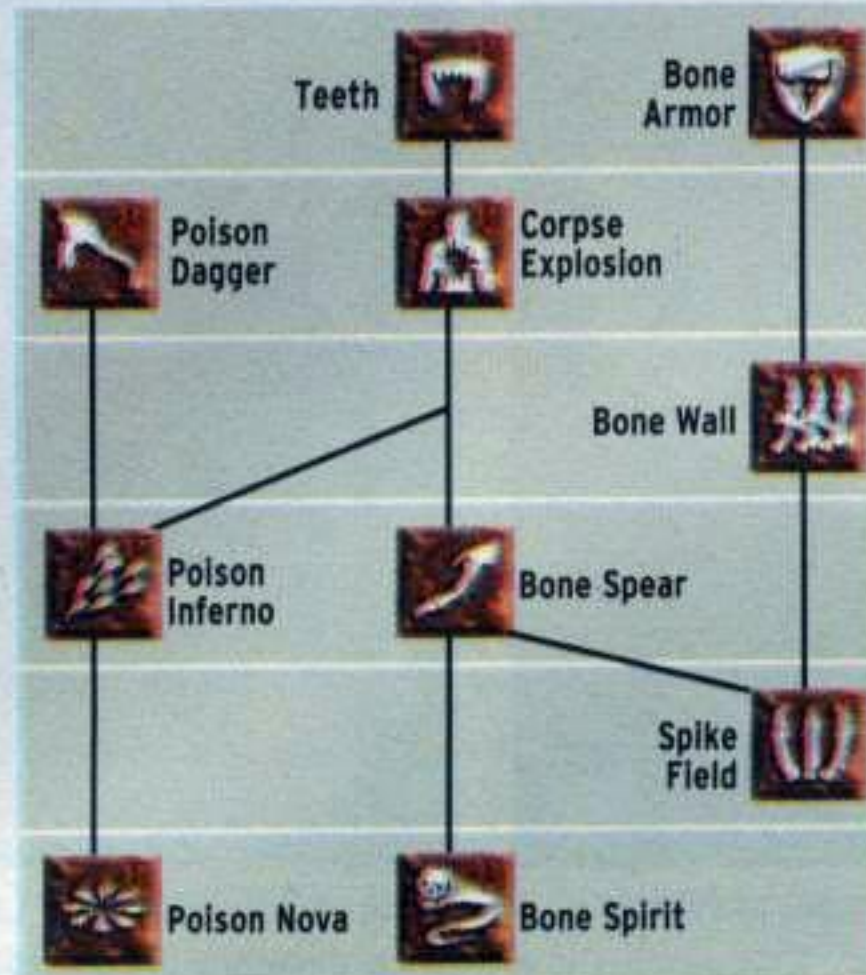 Teeth
Bone
Armor
Poison
Dagger
Corpse
Explosion
Bone Wall
Poison
Inferno
Bone Spear
Spike
Field
Poison Nova
Bone Spirit